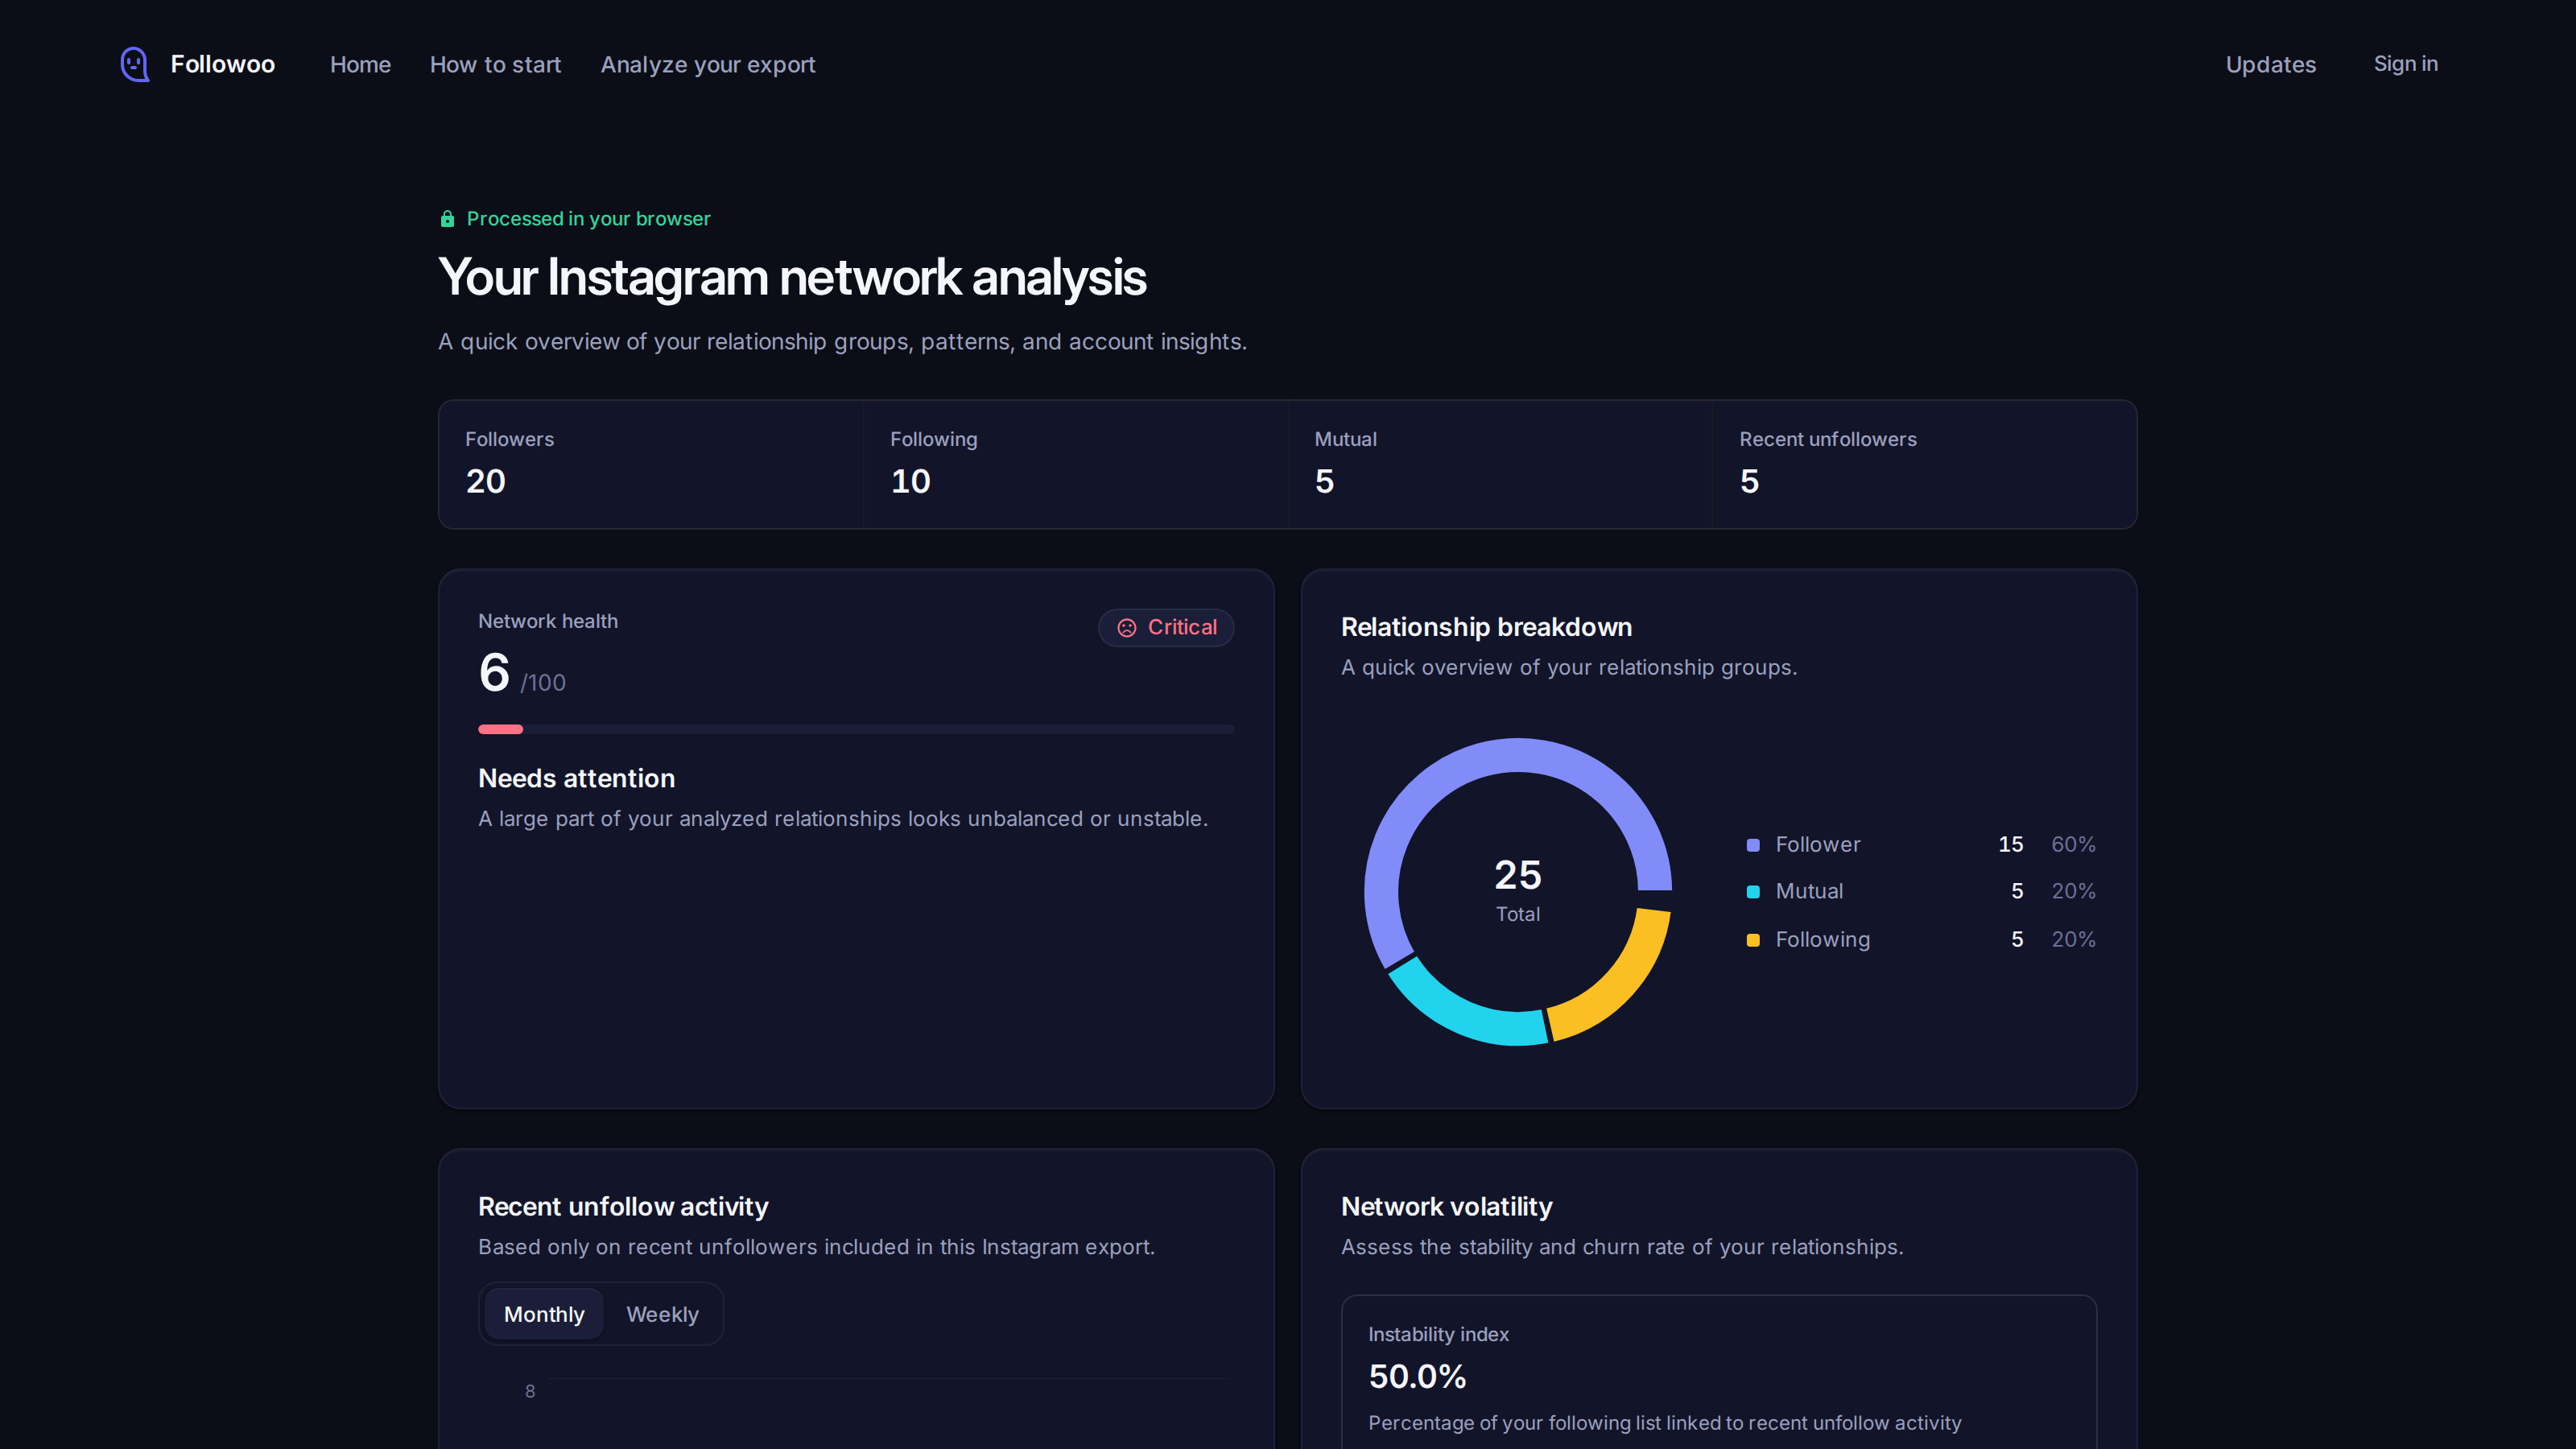 Followoo
Home
How to start
Analyze your export
Updates
Sign in
Processed in your browser
Your Instagram network analysis
A quick overview of your relationship groups, patterns, and account insights.
Followers
20
Following
10
Mutual
5
Recent unfollowers
5
Network health
6 /100
Critical
Needs attention
A large part of your analyzed relationships looks unbalanced or unstable.
Relationship breakdown
A quick overview of your relationship groups.
25
Total
Follower 15 60%
Mutual 5 20%
Following 5 20%
Recent unfollow activity
Based only on recent unfollowers included in this Instagram export.
Monthly
Weekly
8
Network volatility
Assess the stability and churn rate of your relationships.
Instability index
50.0%
Percentage of your following list linked to recent unfollow activity